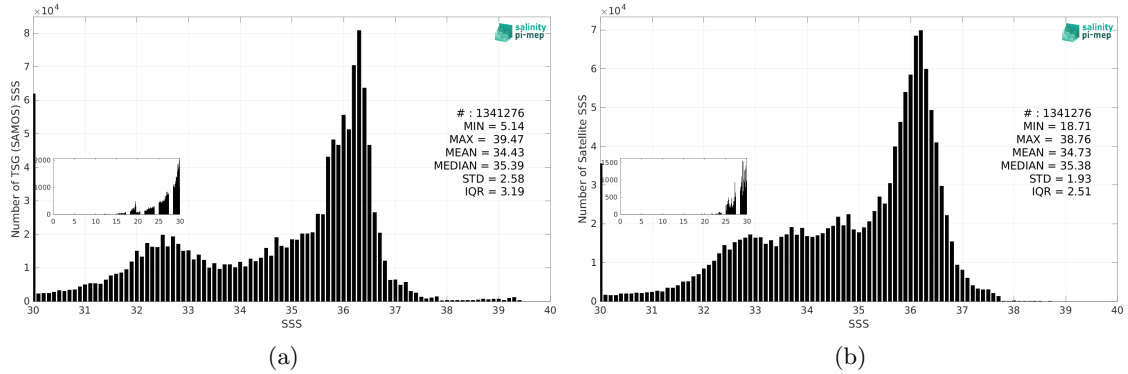 ×10⁴
8
7
6
5
4
3
2
1
0
Number of TSG (SAMOS) SSS
salinity
pi-mep
# : 1341276
MIN = 5.14
MAX = 39.47
MEAN = 34.43
MEDIAN = 35.39
STD = 2.58
IQR = 3.19
2000
1000
0
0 5 10 15 20 25 30
30 31 32 33 34 35 36 37 38 39 40
SSS
(a)
×10⁴
7
6
5
4
3
2
1
0
Number of Satellite SSS
salinity
pi-mep
# : 1341276
MIN = 18.71
MAX = 38.76
MEAN = 34.73
MEDIAN = 35.38
STD = 1.93
IQR = 2.51
1500
1000
500
0
0 5 10 15 20 25 30
30 31 32 33 34 35 36 37 38 39 40
SSS
(b)